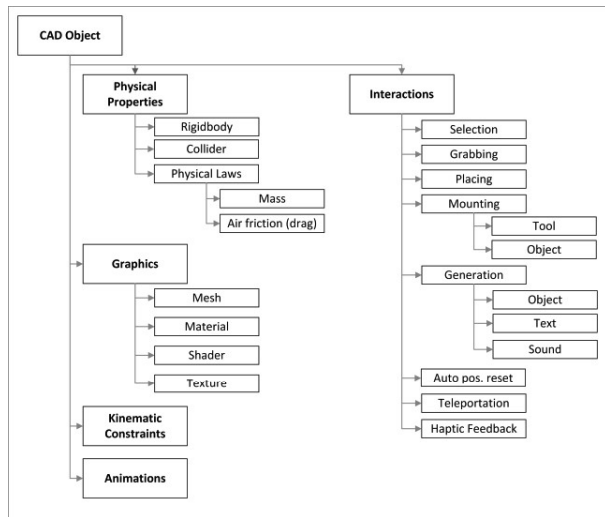 CAD Object
Physical
Properties
Rigidbody
Collider
Physical Laws
Mass
Air friction (drag)
Graphics
Mesh
Material
Shader
Texture
Kinematic
Constraints
Animations
Interactions
Selection
Grabbing
Placing
Mounting
Tool
Object
Generation
Object
Text
Sound
Auto pos. reset
Teleportation
Haptic Feedback